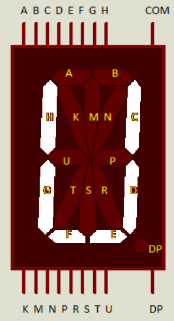 A B C D E F G H COM
A B
H K M N C
U P
G T S R D
F E
DP
K M N P R S T U DP